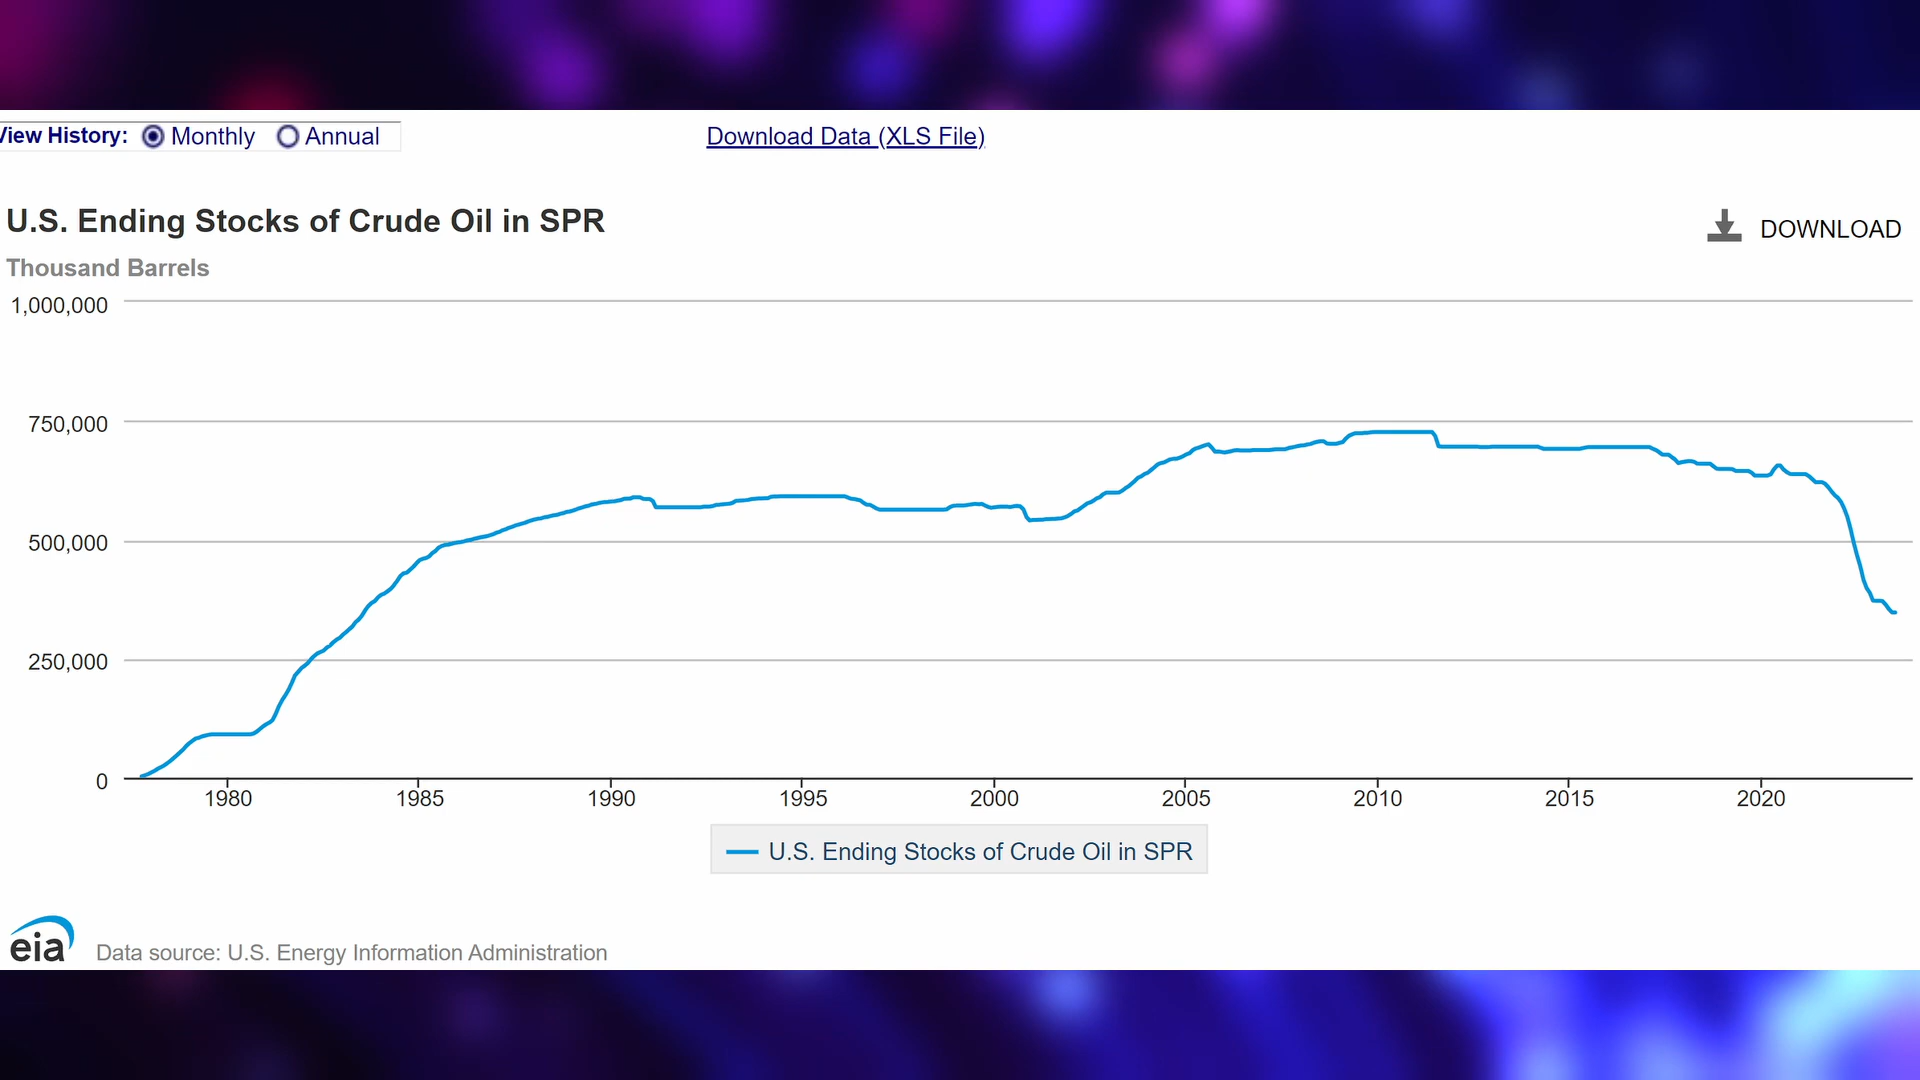 View History: Monthly Annual Download Data (XLS File)
U.S. Ending Stocks of Crude Oil in SPR
DOWNLOAD
Thousand Barrels
1,000,000
750,000
500,000
250,000
0
1980 1985 1990 1995 2000 2005 2010 2015 2020
U.S. Ending Stocks of Crude Oil in SPR
eia Data source: U.S. Energy Information Administration